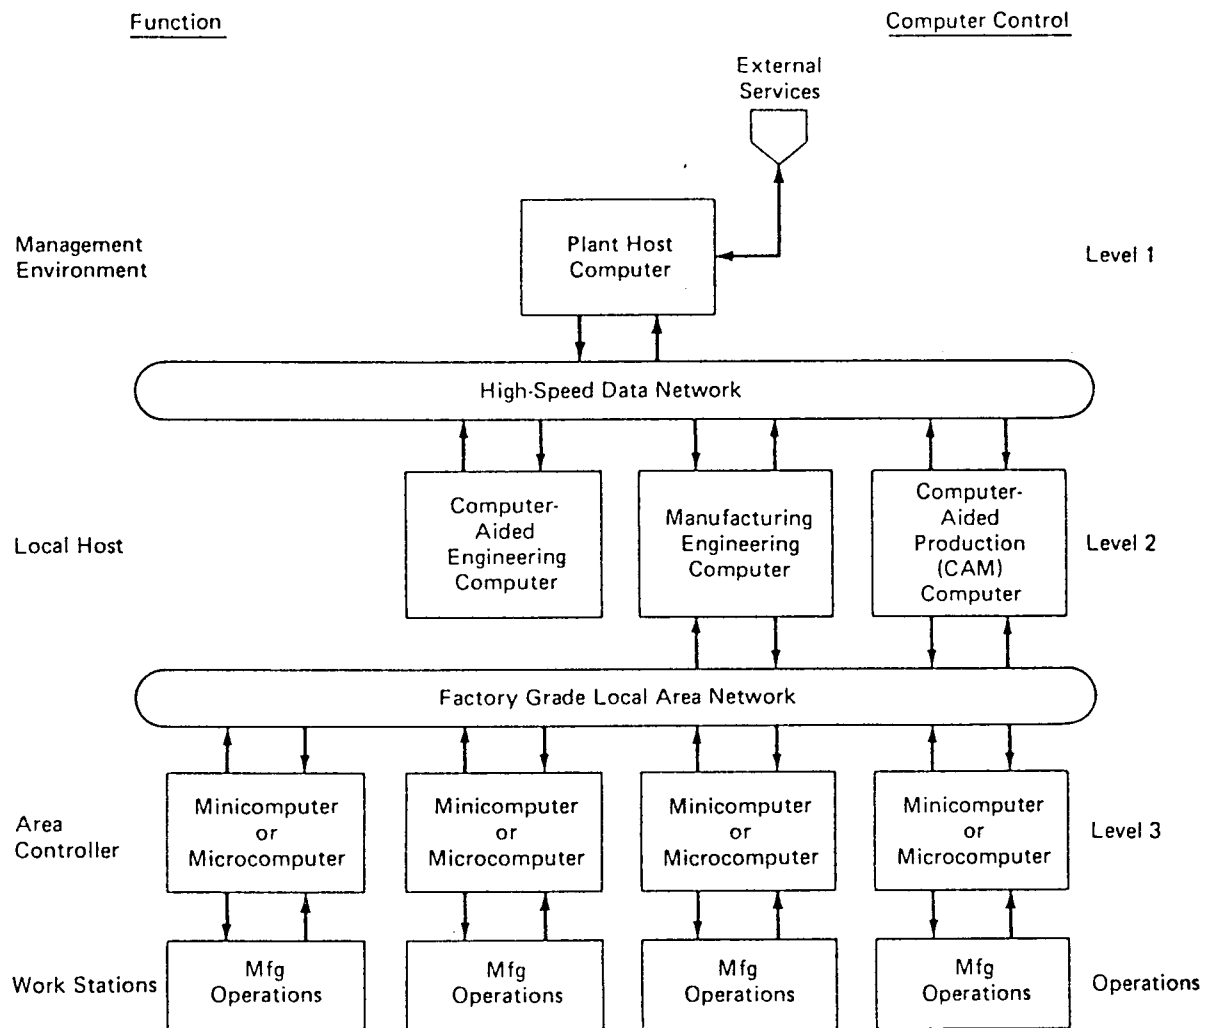 Function
Computer Control
External
Services
Management
Environment
Plant Host
Computer
Level 1
High-Speed Data Network
Local Host
Computer-
Aided
Engineering
Computer
Manufacturing
Engineering
Computer
Computer-
Aided
Production
(CAM)
Computer
Level 2
Factory Grade Local Area Network
Area
Controller
Minicomputer
or
Microcomputer
Minicomputer
or
Microcomputer
Minicomputer
or
Microcomputer
Minicomputer
or
Microcomputer
Level 3
Work Stations
Mfg
Operations
Mfg
Operations
Mfg
Operations
Mfg
Operations
Operations